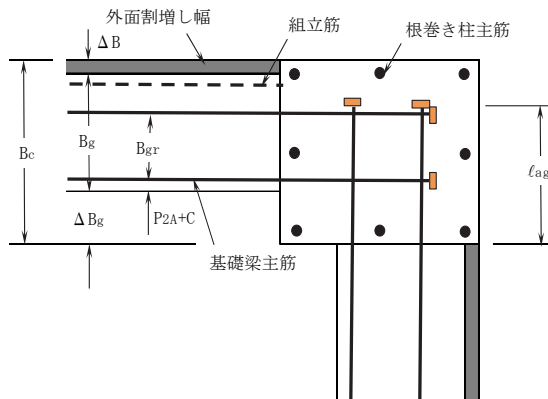 外面割増し幅
ΔB
組立筋
根巻き柱主筋
Bc
Bg
Bgr
ℓag
ΔBg
P2A+C
基礎梁主筋